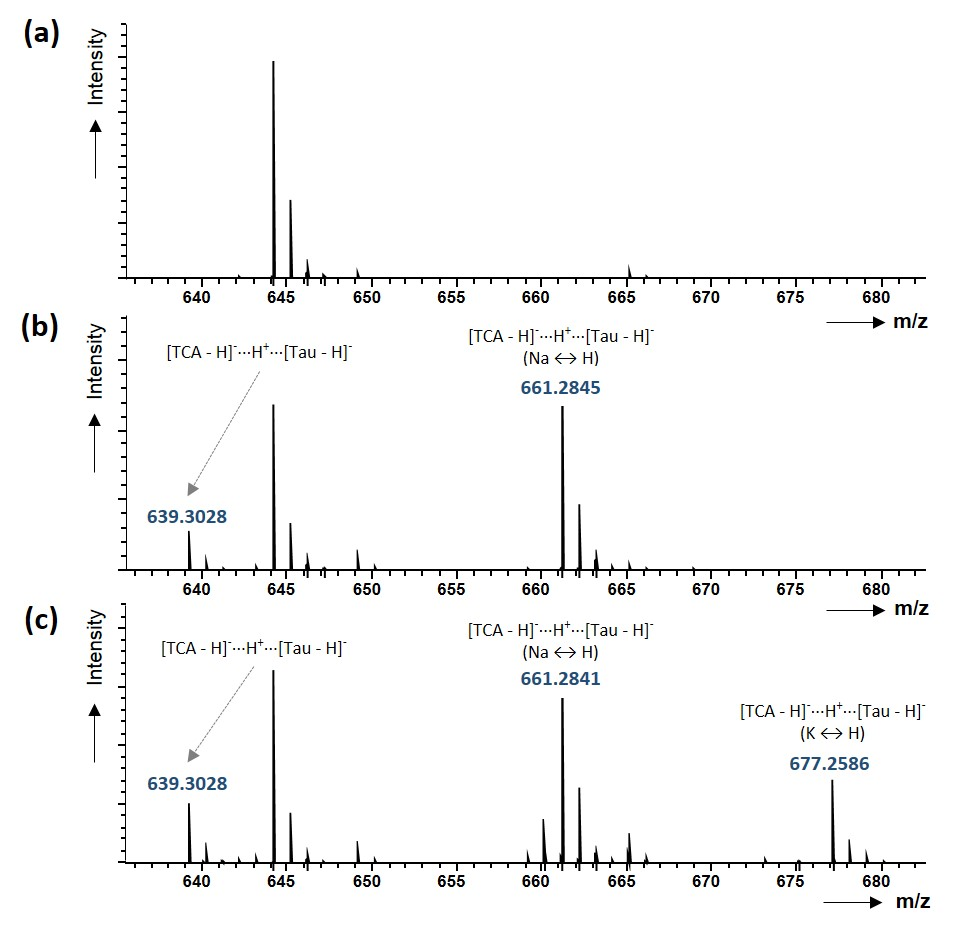 (a)
Intensity
640 645 650 655 660 665 670 675 680
m/z
(b)
Intensity
[TCA - H]⁻···H⁺···[Tau - H]⁻
(Na ↔ H)
661.2845
[TCA - H]⁻···H⁺···[Tau - H]⁻
639.3028
640 645 650 655 660 665 670 675 680
m/z
(c)
Intensity
[TCA - H]⁻···H⁺···[Tau - H]⁻
(Na ↔ H)
661.2841
[TCA - H]⁻···H⁺···[Tau - H]⁻
639.3028
[TCA - H]⁻···H⁺···[Tau - H]⁻
(K ↔ H)
677.2586
640 645 650 655 660 665 670 675 680
m/z